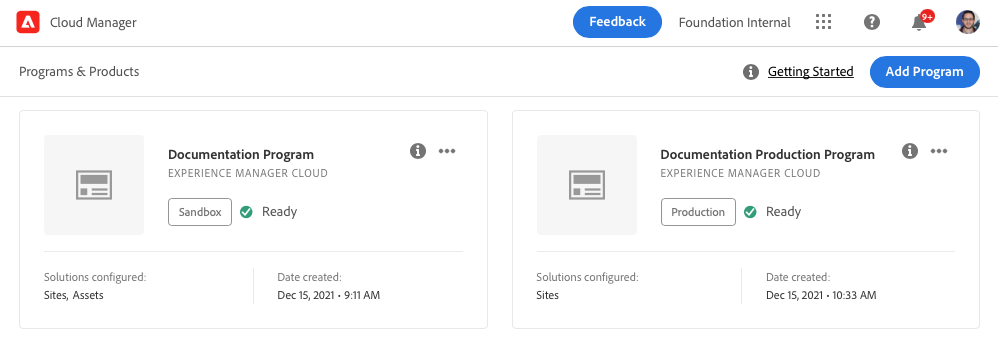 Cloud Manager
Feedback
Foundation Internal
9+
Programs & Products
Getting Started
Add Program
Documentation Program
EXPERIENCE MANAGER CLOUD
Sandbox
Ready
Solutions configured:
Sites, Assets
Date created:
Dec 15, 2021 • 9:11 AM
Documentation Production Program
EXPERIENCE MANAGER CLOUD
Production
Ready
Solutions configured:
Sites
Date created:
Dec 15, 2021 • 10:33 AM